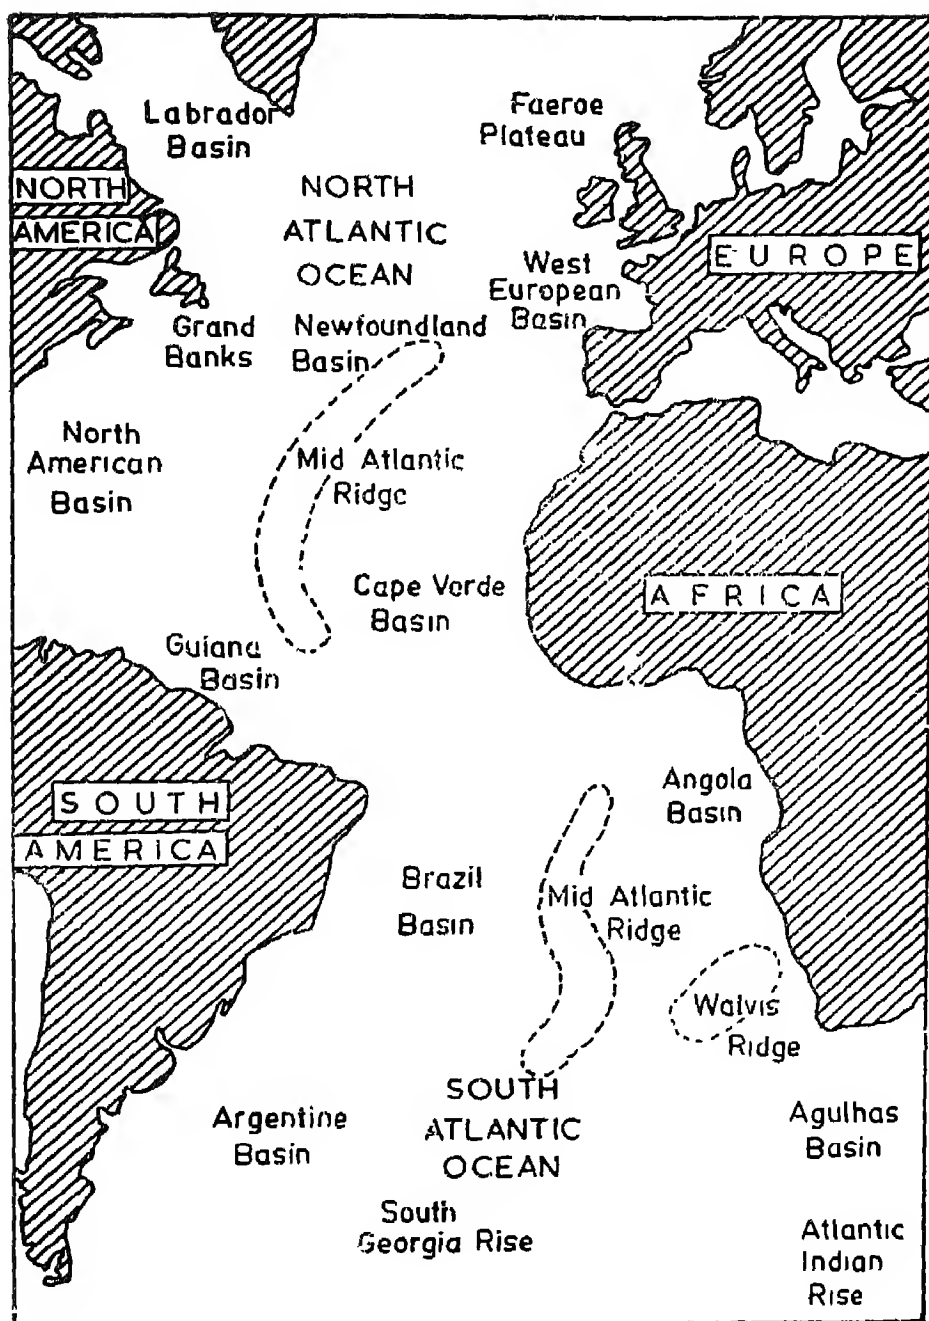 Labrador
Basin
Faeroe
Plateau
NORTH
AMERICA
NORTH
ATLANTIC
OCEAN
EUROPE
West
European
Basin
Grand
Banks
Newfoundland
Basin
North
American
Basin
Mid Atlantic
Ridge
Cape Verde
Basin
AFRICA
Guiana
Basin
SOUTH
AMERICA
Angola
Basin
Brazil
Basin
Mid Atlantic
Ridge
Walvis
Ridge
SOUTH
ATLANTIC
OCEAN
Argentine
Basin
Agulhas
Basin
South
Georgia Rise
Atlantic
Indian
Rise